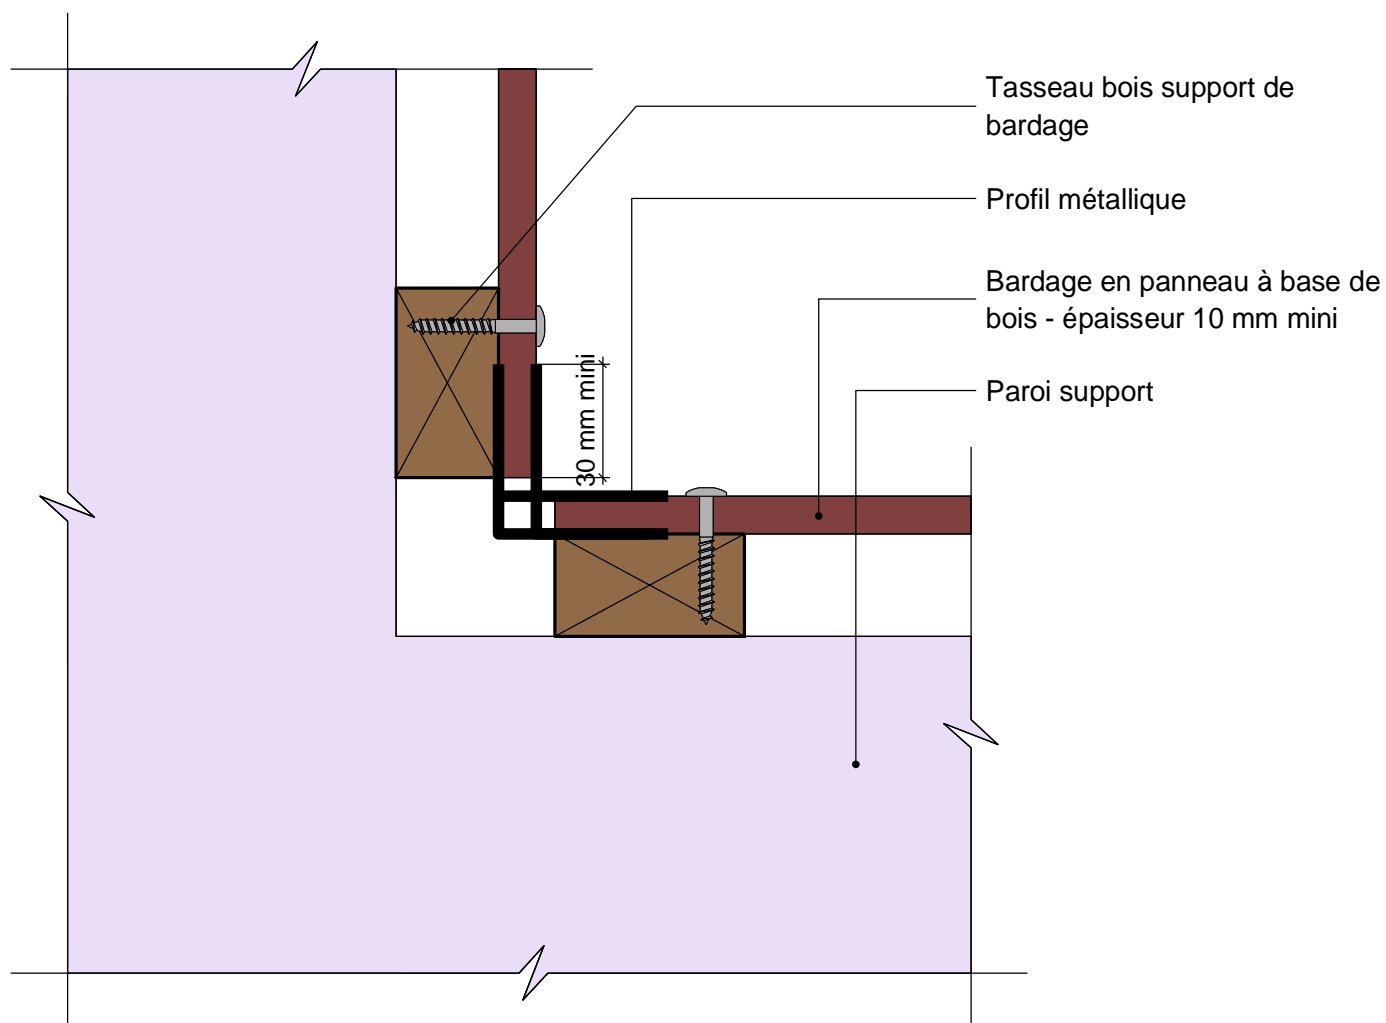 Tasseau bois support de
bardage
Profil métallique
Bardage en panneau à base de
bois - épaisseur 10 mm mini
Paroi support
30 mm mini